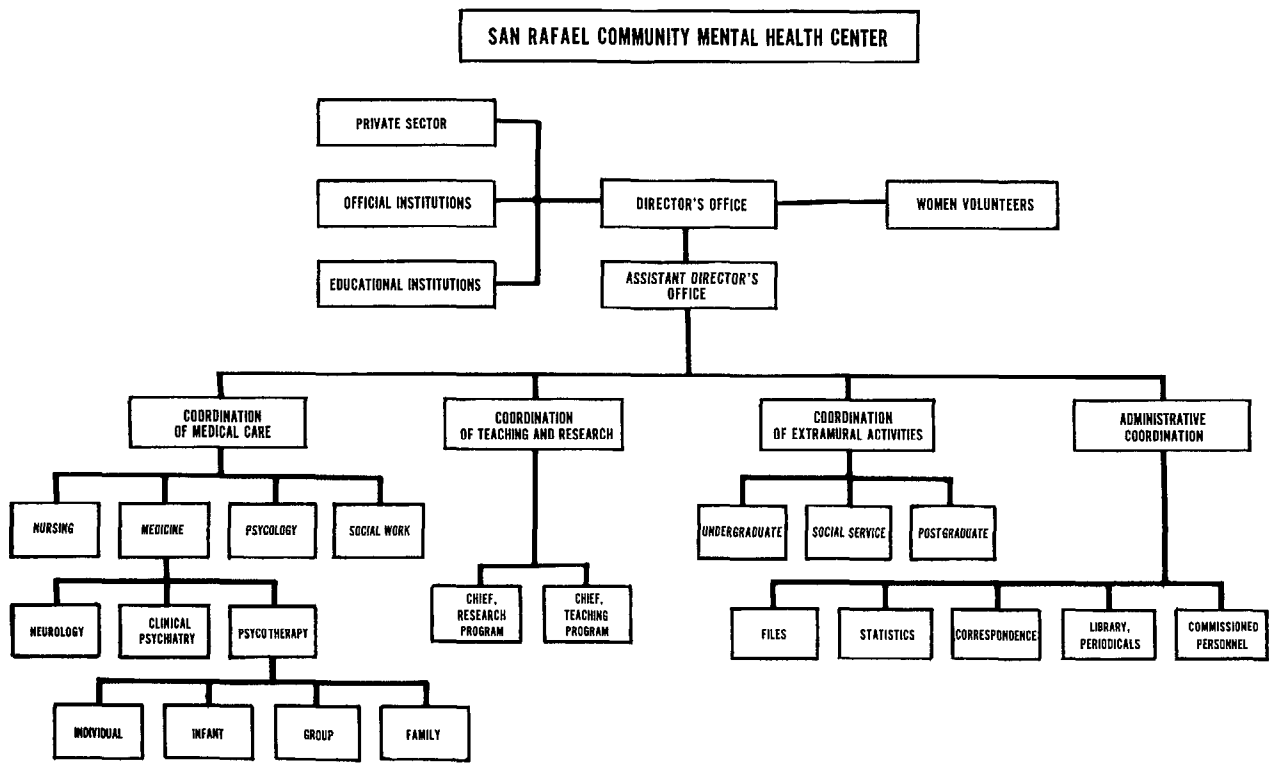 SAN RAFAEL COMMUNITY MENTAL HEALTH CENTER
PRIVATE SECTOR
OFFICIAL INSTITUTIONS
DIRECTOR'S OFFICE
WOMEN VOLUNTEERS
EDUCATIONAL INSTITUTIONS
ASSISTANT DIRECTOR'S
OFFICE
COORDINATION
OF MEDICAL CARE
COORDINATION
OF TEACHING AND RESEARCH
COORDINATION
OF EXTRAMURAL ACTIVITIES
ADMINISTRATIVE
COORDINATION
NURSING
MEDICINE
PSYCOLOGY
SOCIAL WORK
UNDERGRADUATE
SOCIAL SERVICE
POSTGRADUATE
CHIEF,
RESEARCH
PROGRAM
CHIEF,
TEACHING
PROGRAM
NEUROLOGY
CLINICAL
PSYCHIATRY
PSYCOTHERAPY
FILES
STATISTICS
CORRESPONDENCE
LIBRARY,
PERIODICALS
COMMISSIONED
PERSONNEL
INDIVIDUAL
INFANT
GROUP
FAMILY